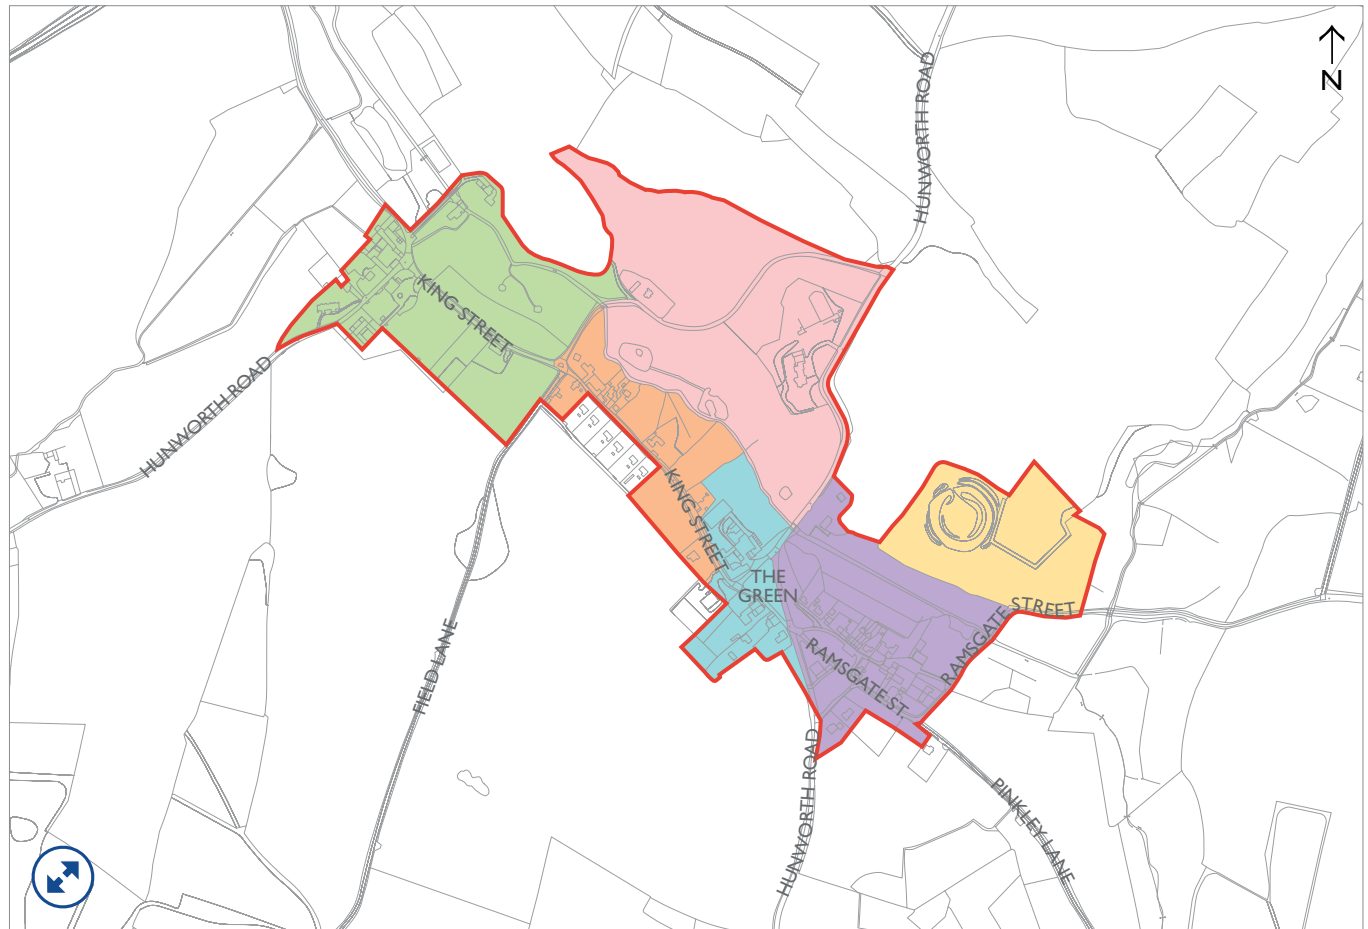 N
HUNWORTH ROAD
KING STREET
HUNWORTH ROAD
KING STREET
THE
GREEN
RAMSGATE STREET
RAMSGATE ST.
FIELD LANE
HUNWORTH ROAD
PINKLEY LANE